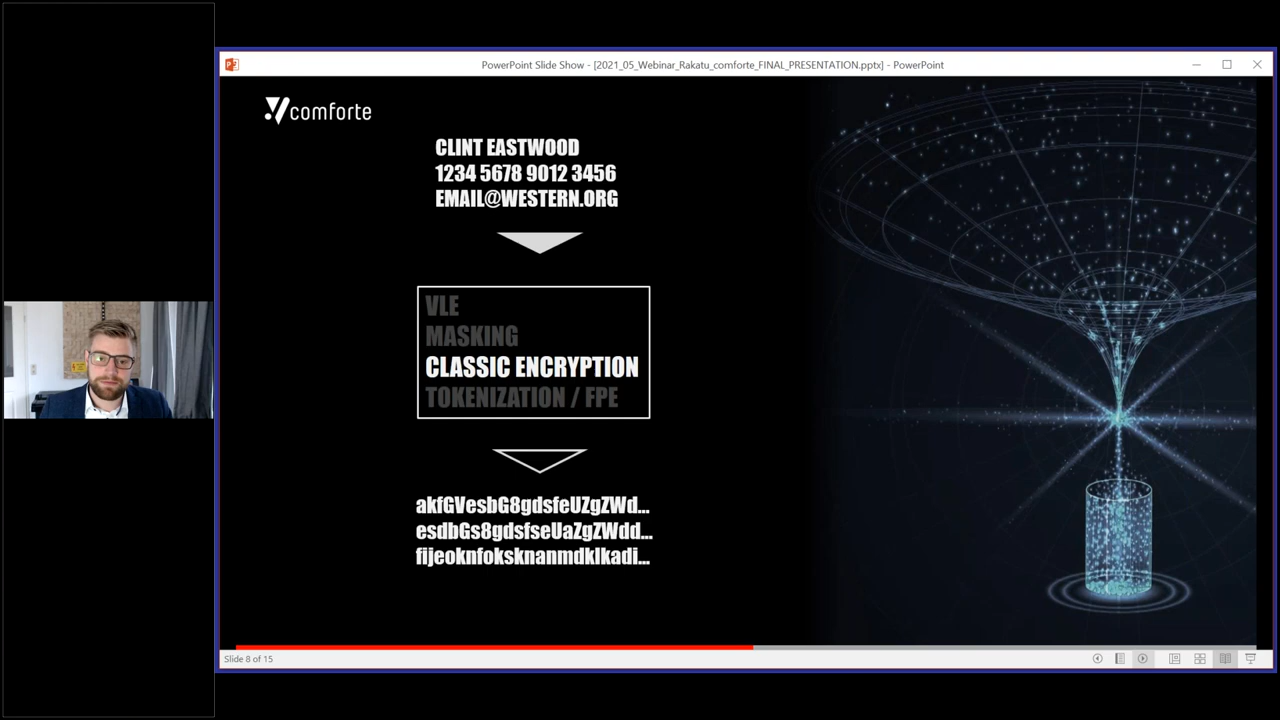 PowerPoint Slide Show - [2021_05_Webinar_Rakatu_comforte_FINAL_PRESENTATION.pptx] - PowerPoint
comforte
CLINT EASTWOOD
1234 5678 9012 3456
EMAIL@WESTERN.ORG
VLE
MASKING
CLASSIC ENCRYPTION
TOKENIZATION / FPE
akfGVesbG8gdsfeUZgZWd...
esdbGs8gdsfseUaZgZWdd...
fijeoknfoksknanmdklkadi...
Slide 8 of 15